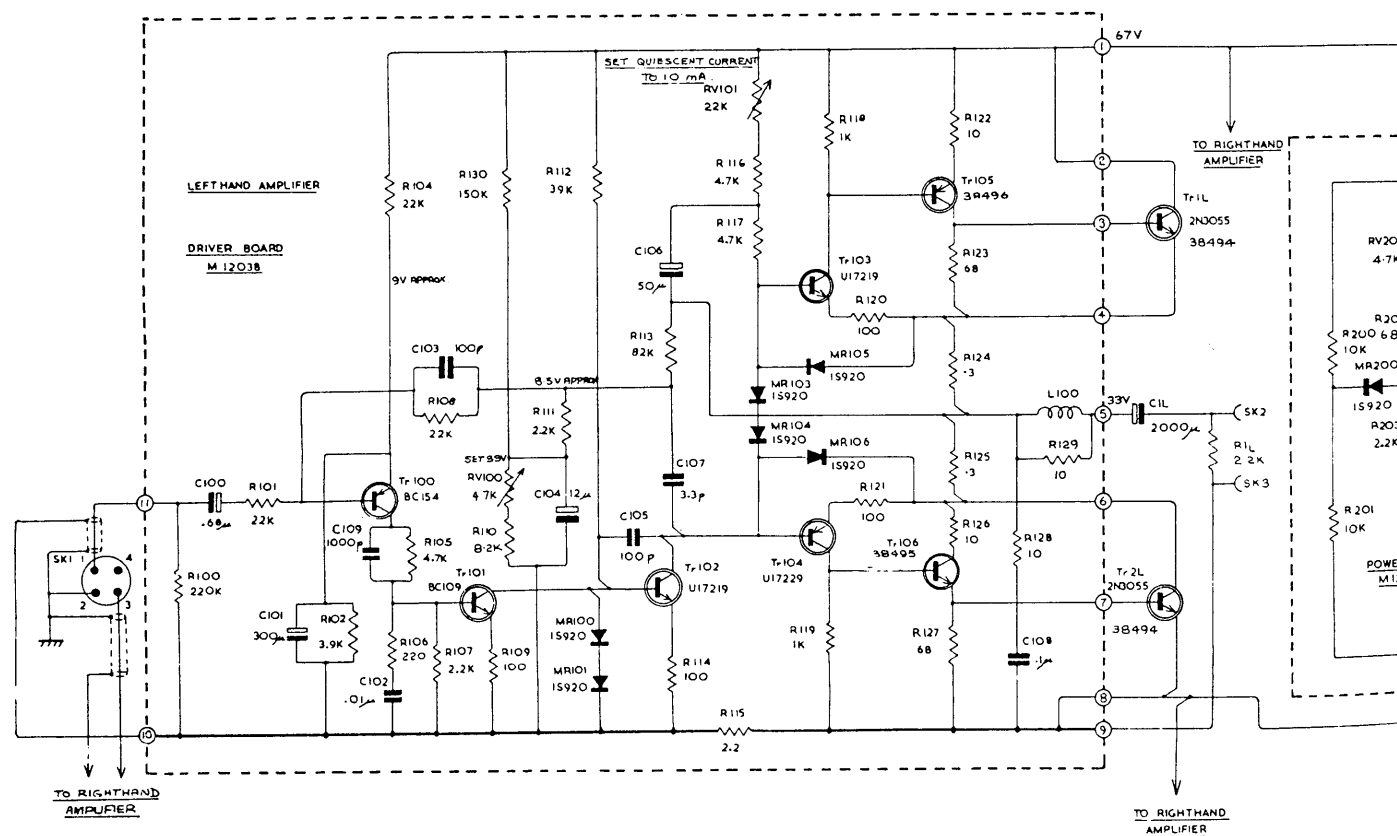 67V
1
SET QUIESCENT CURRENT
TO 10 mA.
RV101
22K
R118
1K
R122
10
TO RIGHTHAND
AMPLIFIER
2
LEFTHAND AMPLIFIER
R104
22K
R130
150K
R112
39K
R116
4.7K
Tr105
38496
Tr1L
2N3055
38494
3
DRIVER BOARD
M 12038
R117
4.7K
C106
50µ
R123
68
RV20
4.7K
9V APPROX
Tr103
U17219
R120
100
4
R113
82K
R20
68
R200
10K
C103
100p
MR105
1S920
R124
.3
MR200
1S920
8.5V APPROX
MR103
1S920
R108
22K
R111
2.2K
L100
5
33V
C1L
2000µ
SK2
MR104
1S920
MR106
1S920
R129
10
R1L
2.2K
R203
2.2K
SET 33V
RV100
4.7K
R125
.3
SK3
Tr100
BC154
C107
3.3p
C100
.68µ
R101
22K
C104
12µ
R121
100
6
11
R110
8.2K
C105
100p
R126
10
R201
10K
C109
1000p
R105
4.7K
Tr104
U17229
Tr106
38495
R128
10
SK1
1
4
2
3
R100
220K
Tr101
BC109
Tr102
U17219
Tr2L
2N3055
38494
POWE
M12
7
C101
300µ
R102
3.9K
R106
220
R107
2.2K
R109
100
MR100
1S920
MR101
1S920
R114
100
R119
1K
R127
68
C108
.1µ
C102
.01µ
8
10
R115
2.2
9
TO RIGHTHAND
AMPLIFIER
TO RIGHTHAND
AMPLIFIER